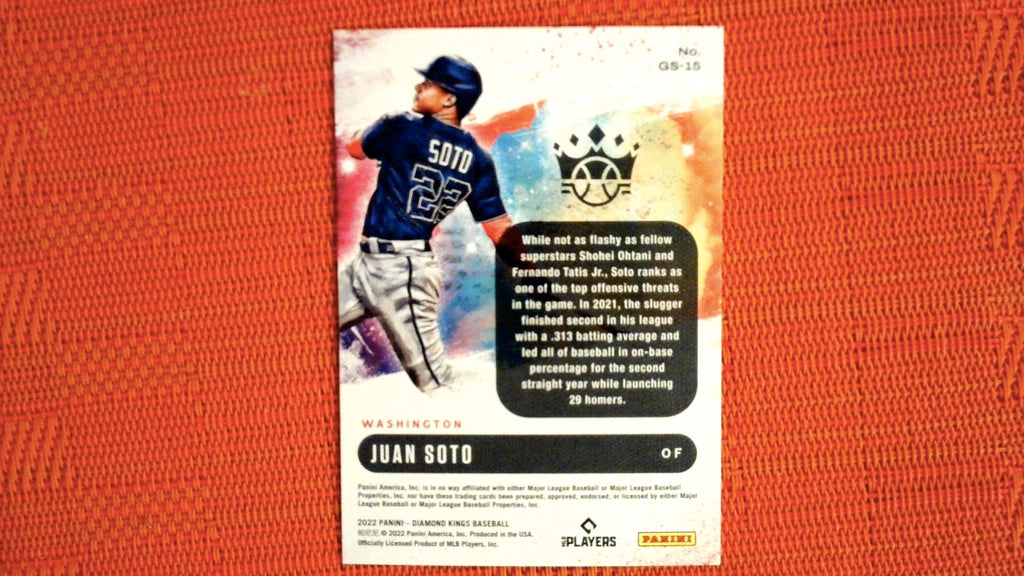 No.
GS-15
SOTO
22
While not as flashy as fellow
superstars Shohei Ohtani and
Fernando Tatis Jr., Soto ranks as
one of the top offensive threats
in the game. In 2021, the slugger
finished second in his league
with a .313 batting average and
led all of baseball in on-base
percentage for the second
straight year while launching
29 homers.
WASHINGTON
JUAN SOTO
OF
Panini America, Inc. is in no way affiliated with either Major League Baseball or Major League Baseball
Properties, Inc. nor have these trading cards been prepared, approved, endorsed, or licensed by either Major
League Baseball or Major League Baseball Properties, Inc.
2022 PANINI – DIAMOND KINGS BASEBALL
帕尼尼 © 2022 Panini America, Inc. Produced in the USA.
Officially Licensed Product of MLB Players, Inc.
MLB PLAYERS
PANINI